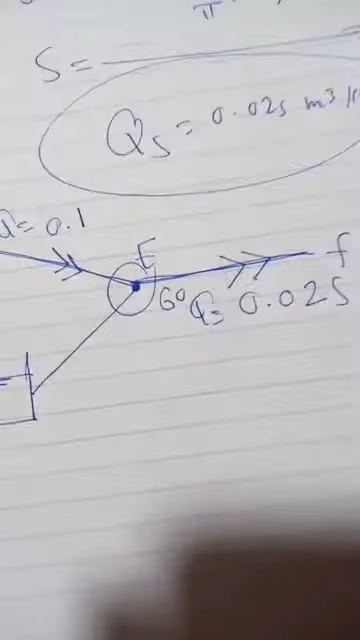 π
S =
Qs = 0.025 m³/
Q = 0.1
E
f
60
Q = 0.025